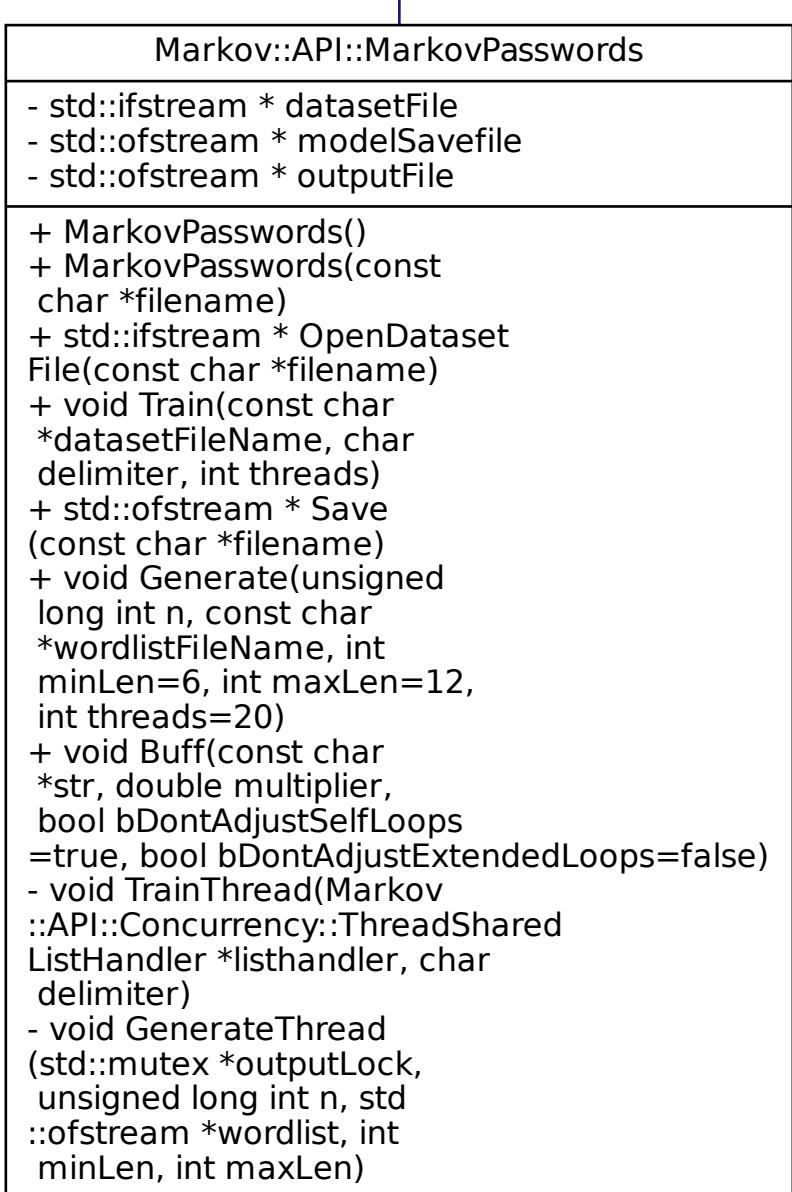 Markov::API::MarkovPasswords
- std::ifstream * datasetFile
- std::ofstream * modelSavefile
- std::ofstream * outputFile
+ MarkovPasswords()
+ MarkovPasswords(const
char *filename)
+ std::ifstream * OpenDataset
File(const char *filename)
+ void Train(const char
*datasetFileName, char
delimiter, int threads)
+ std::ofstream * Save
(const char *filename)
+ void Generate(unsigned
long int n, const char
*wordlistFileName, int
minLen=6, int maxLen=12,
int threads=20)
+ void Buff(const char
*str, double multiplier,
bool bDontAdjustSelfLoops
=true, bool bDontAdjustExtendedLoops=false)
- void TrainThread(Markov
::API::Concurrency::ThreadShared
ListHandler *listhandler, char
delimiter)
- void GenerateThread
(std::mutex *outputLock,
unsigned long int n, std
::ofstream *wordlist, int
minLen, int maxLen)